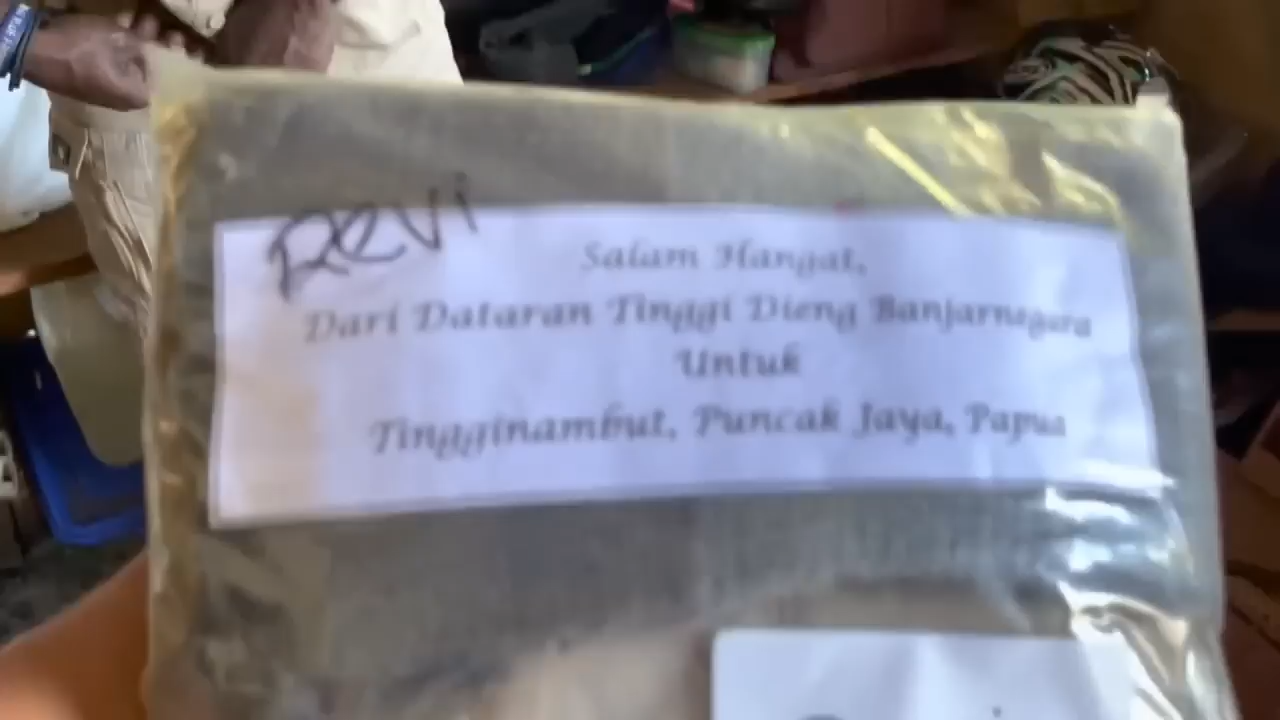 Revi
Salam Hangat,
Dari Dataran Tinggi Dieng Banjarnegara
Untuk
Tingginambut, Puncak Jaya, Papua